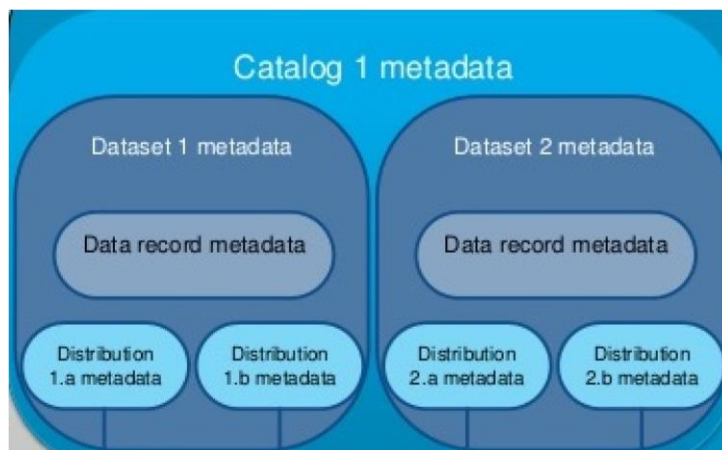 Catalog 1 metadata
Dataset 1 metadata
Dataset 2 metadata
Data record metadata
Data record metadata
Distribution
1.a metadata
Distribution
1.b metadata
Distribution
2.a metadata
Distribution
2.b metadata